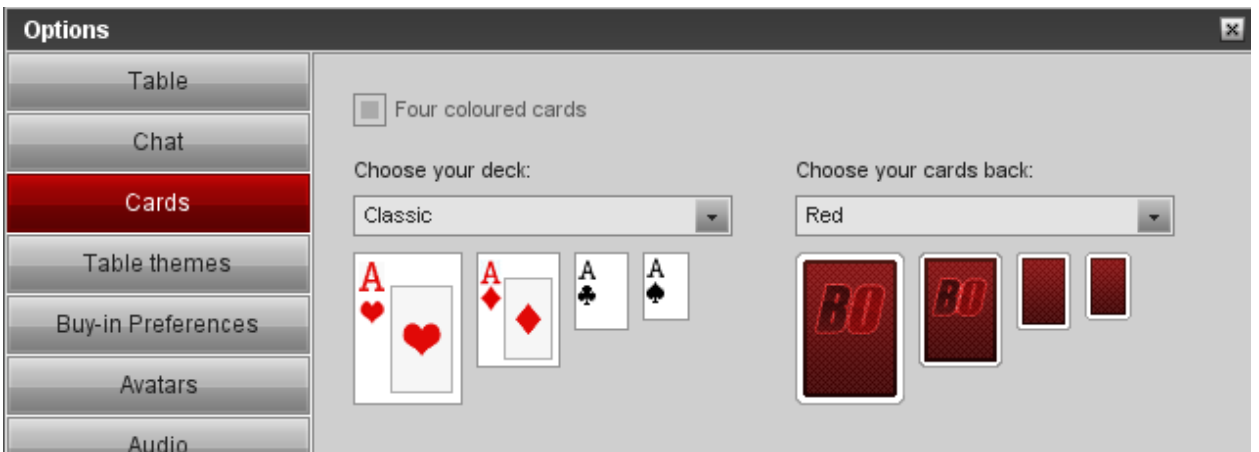 Options
Table
Chat
Cards
Table themes
Buy-in Preferences
Avatars
Audio
Four coloured cards
Choose your deck:
Classic
A A A A
Choose your cards back:
Red
BO BO